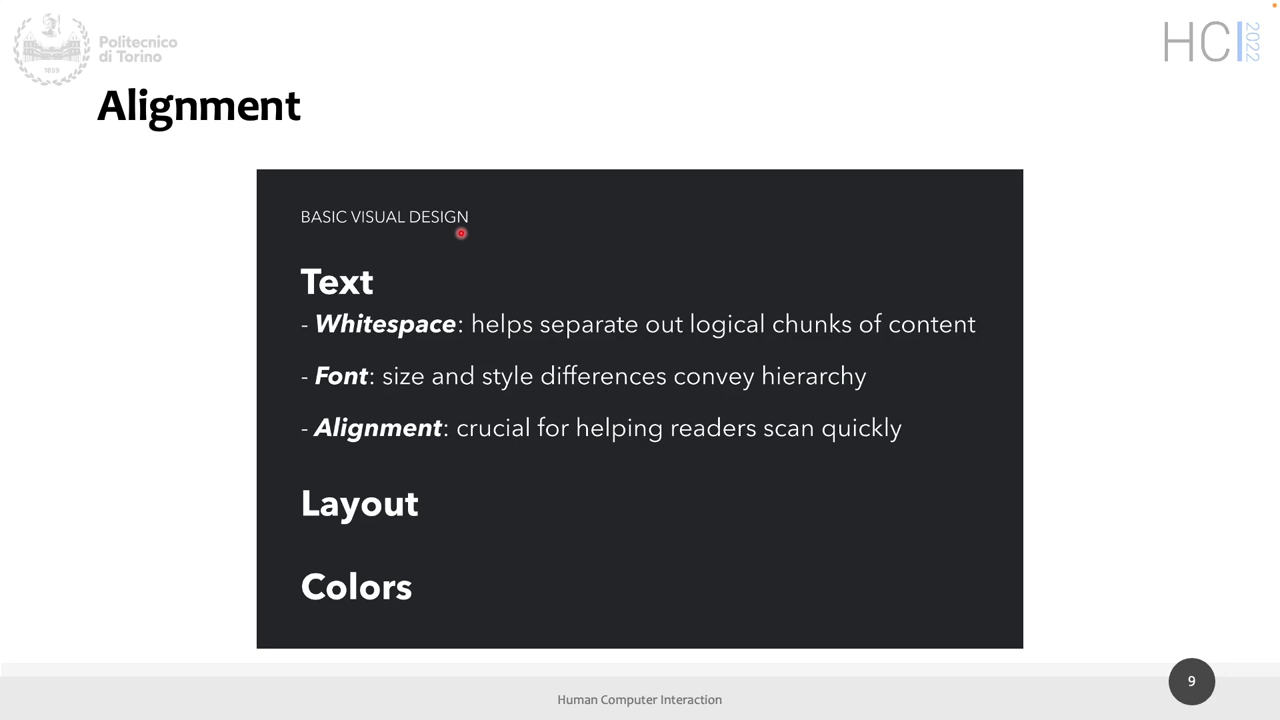 Politecnico
di Torino
1859
HCI 2022
Alignment
BASIC VISUAL DESIGN
Text
- Whitespace: helps separate out logical chunks of content
- Font: size and style differences convey hierarchy
- Alignment: crucial for helping readers scan quickly
Layout
Colors
Human Computer Interaction
9